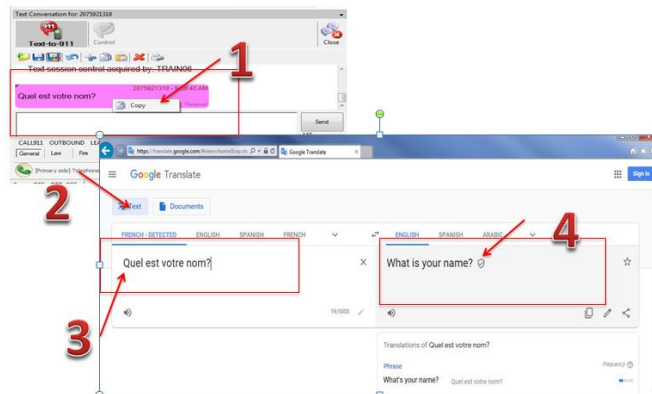 Text Conversation for: 2075921318
Text-to-911
Control
Close
Text session control acquired by: TRAIN06
1
2075921318 - 9:09:40 AM
Quel est votre nom?
Copy
Received
Send
CALL911 OUTBOUND
General Law Fire
[Primary side] Telephone
https://translate.google.com
Google Translate
Google Translate
Sign in
2
Text
Documents
FRENCH - DETECTED ENGLISH SPANISH FRENCH
ENGLISH SPANISH ARABIC
4
Quel est votre nom?
What is your name?
3
19/5000
Translations of Quel est votre nom?
Phrase
Frequency
What's your name?
Quel est votre nom?